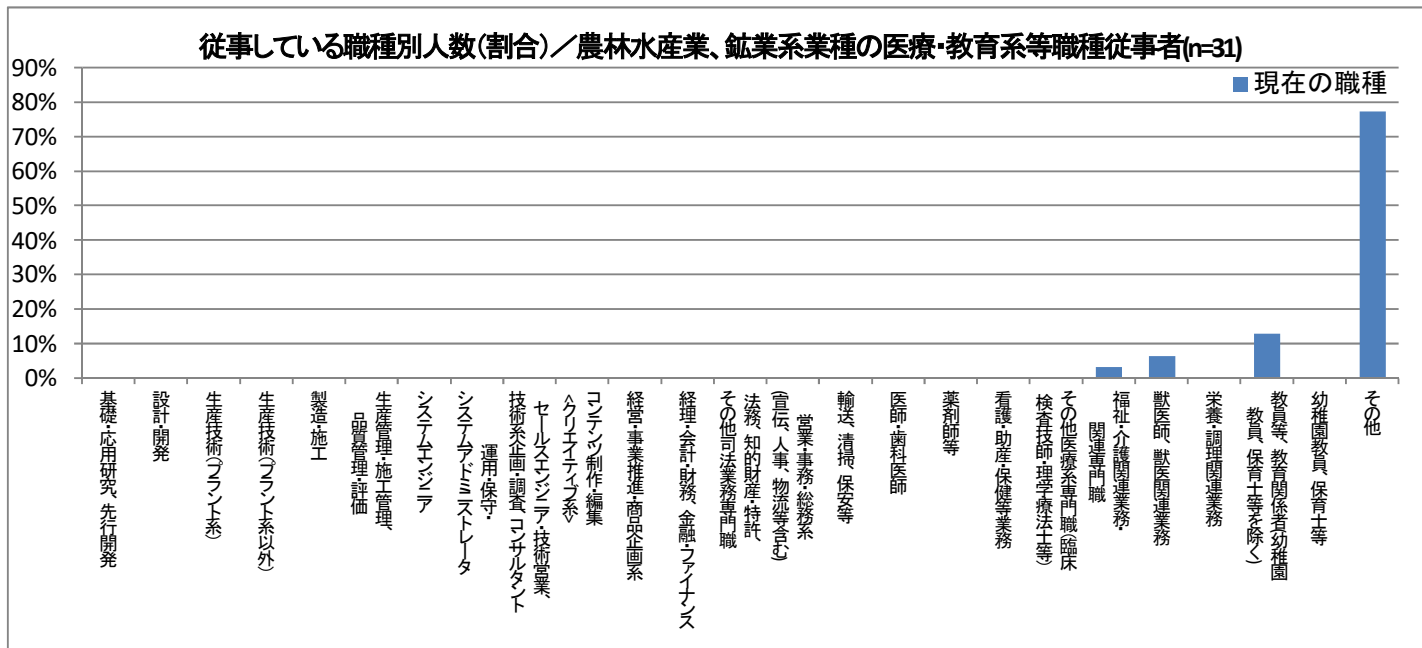 従事している職種別人数(割合)／農林水産業、鉱業系業種の医療・教育系等職種従事者(n=31)
現在の職種
90%
80%
70%
60%
50%
40%
30%
20%
10%
0%
基礎・応用研究、先行開発
設計・開発
生産技術(プラント系)
生産技術(プラント系以外)
製造・施工
生産管理・施工管理、
品質管理・評価
システムエンジニア
システムアドミニストレータ
運用・保守・
技術系企画・調査、コンサルタント
セールスエンジニア・技術営業、
<クリエイティブ系>
コンテンツ制作・編集
経営・事業推進・商品企画系
経理・会計・財務、金融・ファイナンス
その他司法業務専門職
法務、知的財産・特許、
(宣伝、人事、物流等含む)
営業・事務・総務系
輸送、清掃、保安等
医師・歯科医師
薬剤師等
看護・助産・保健等業務
検査技師・理学療法士等)
その他医療系専門職(臨床
関連専門職
福祉・介護関連業務・
獣医師、獣医関連業務
栄養・調理関連業務
教員、保育士等を除く)
教員等、教育関係者幼稚園
幼稚園教員、保育士等
その他